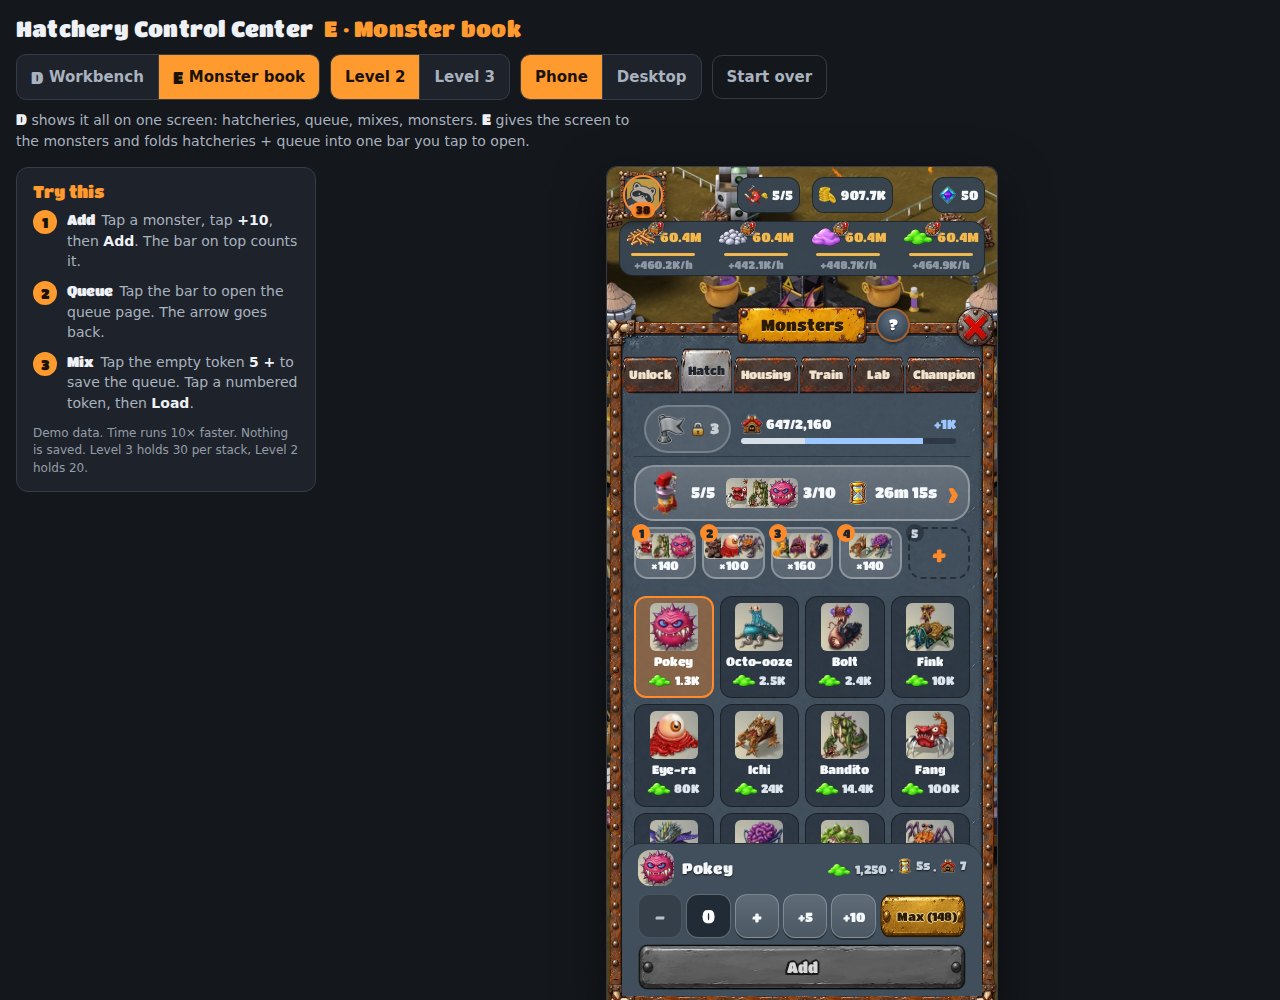 Hatchery Control Center E · Monster book
D Workbench E Monster book Level 2 Level 3 Phone Desktop Start over
D shows it all on one screen: hatcheries, queue, mixes, monsters. E gives the screen to
the monsters and folds hatcheries + queue into one bar you tap to open.
Try this
1 Add Tap a monster, tap +10,
then Add. The bar on top counts
it.
2 Queue Tap the bar to open the
queue page. The arrow goes
back.
3 Mix Tap the empty token 5 + to
save the queue. Tap a numbered
token, then Load.
Demo data. Time runs 10× faster. Nothing
is saved. Level 3 holds 30 per stack, Level 2
holds 20.
30 5/5 907.7K 50
60.4M 60.4M 60.4M 60.4M
+460.2K/h +442.1K/h +448.7K/h +464.9K/h
Monsters ?
Unlock Hatch Housing Train Lab Champion
3 647/2,160 +1K
5/5 3/10 26m 15s ❯
1 2 3 4 5
×140 ×100 ×160 ×140 +
Pokey Octo-ooze Bolt Fink
1.3K 2.5K 2.4K 10K
Eye-ra Ichi Bandito Fang
80K 24K 14.4K 100K
Pokey 1,250 · 5s · 7
− 0 + +5 +10 Max (148)
Add